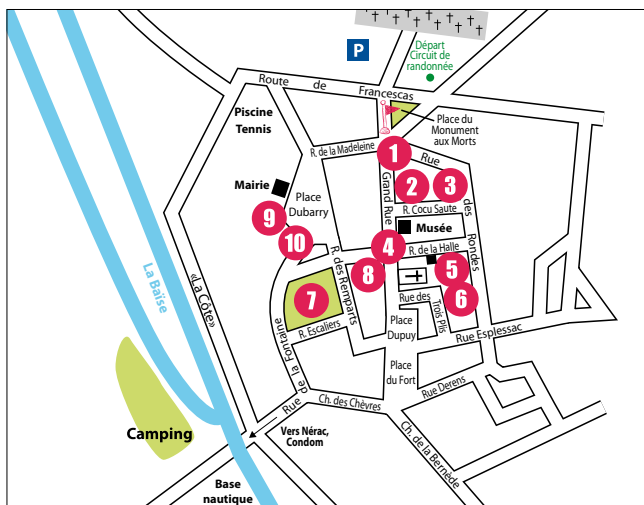 P
Départ
Circuit de
randonnée
Route de Francescas
Piscine
Tennis
Place du
Monument
aux Morts
R. de la Madeleine
1
Rue des Rondes
2
3
Mairie
Place
Dubarry
Grand Rue
R. Cocu Saute
9
Musée
10
4
R. de la Halle
La Baïse
«La Côte»
R. des Remparts
8
5
7
6
Rue des Trois Plis
R. Escaliers
Place
Dupuy
Rue Esplessac
Rue de la Fontaine
Place
du Fort
Rue Derens
Ch. des Chèvres
Camping
Vers Nérac,
Condom
Ch. de la Bernède
Base
nautique